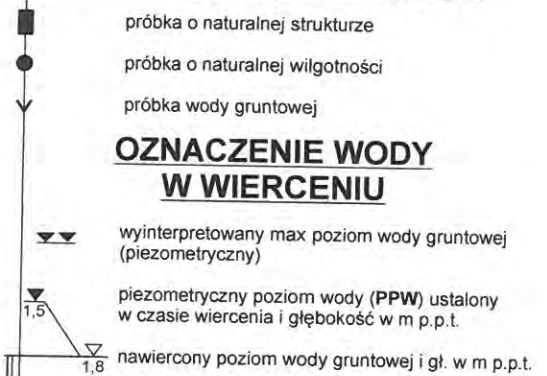 próbka o naturalnej strukturze
próbka o naturalnej wilgotności
próbka wody gruntowej
OZNACZENIE WODY
W WIERCENIU
wyinterpretowany max poziom wody gruntowej
(piezometryczny)
piezometryczny poziom wody (PPW) ustalony
1,5
w czasie wiercenia i głębokość w m p.p.t.
1,8
nawiercony poziom wody gruntowej i gł. w m p.p.t.